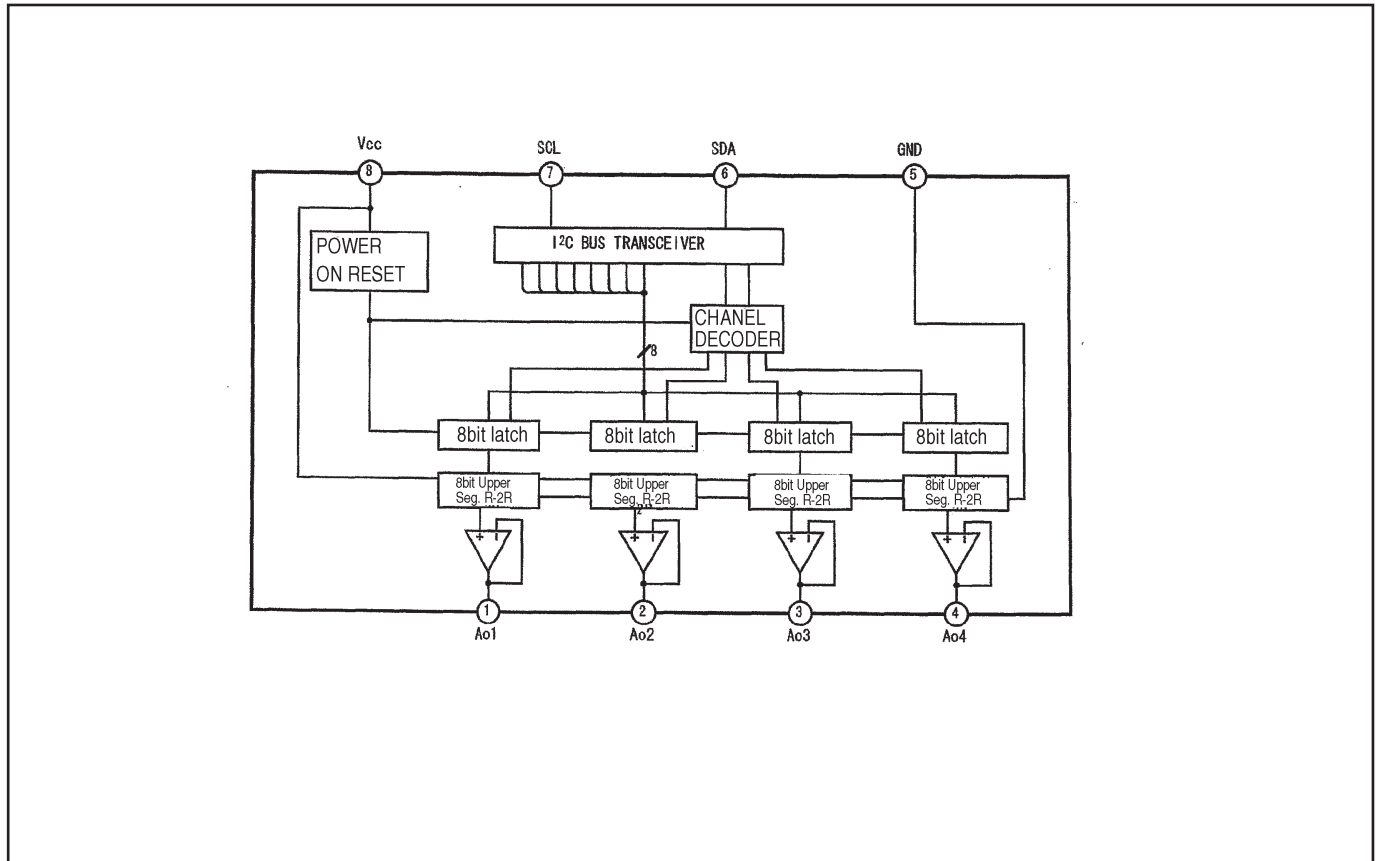 Vcc SCL SDA GND
8 7 6 5
I²C BUS TRANSCEIVER
POWER
ON RESET
CHANEL
DECODER
8
8bit latch 8bit latch 8bit latch 8bit latch
8bit Upper 8bit Upper 8bit Upper 8bit Upper
Seg. R-2R Seg. R-2R Seg. R-2R Seg. R-2R
+ - + - + - + -
1 2 3 4
Ao1 Ao2 Ao3 Ao4